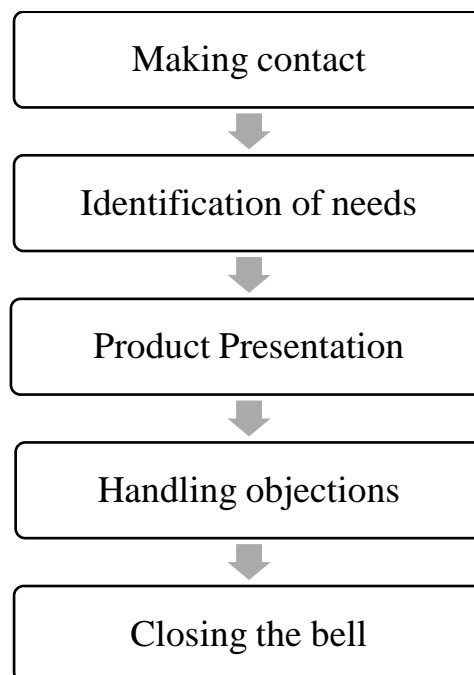 Making contact
Identification of needs
Product Presentation
Handling objections
Closing the bell